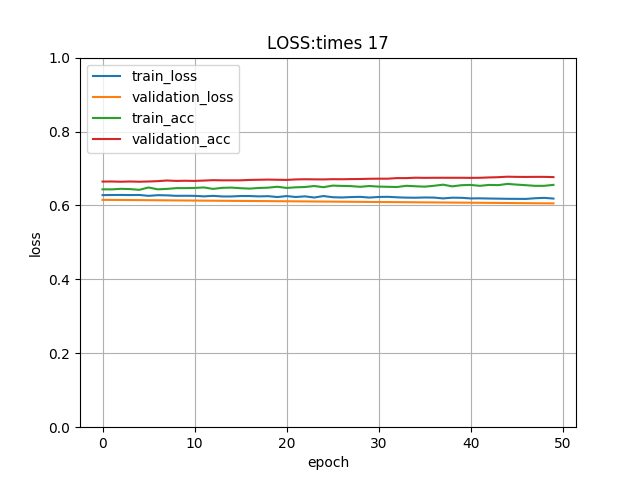 LOSS:times 17
1.0
0.8
0.6
0.4
0.2
0.0
loss
train_loss
validation_loss
train_acc
validation_acc
0 10 20 30 40 50
epoch